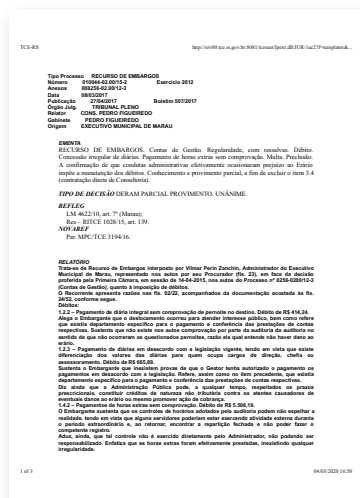 TCE-RS
http://srv00.tce.rs.gov.br:8081/tcrsnet/ipext.dll/JUR/1ac2?f=templates&...
Tipo Processo RECURSO DE EMBARGOS
Número 010044-02.00/15-2 Exercício 2012
Anexos 008256-02.00/12-3
Data 08/03/2017
Publicação 27/04/2017 Boletim 507/2017
Órgão Julg. TRIBUNAL PLENO
Relator CONS. PEDRO FIGUEIREDO
Gabinete PEDRO FIGUEIREDO
Origem EXECUTIVO MUNICIPAL DE MARAU
EMENTA
RECURSO DE EMBARGOS. Contas de Gestão. Regularidade, com ressalvas. Débito.
Concessão irregular de diárias. Pagamento de horas extras sem comprovação. Multa. Preclusão.
A confirmação de que condutas administrativas efetivamente ocasionaram prejuízo ao Erário
impõe a manutenção dos débitos. Conhecimento e provimento parcial, a fim de excluir o item 3.4
(contratação direta de Consultoria).
TIPO DE DECISÃO DERAM PARCIAL PROVIMENTO. UNÂNIME.
REFLEG
LM 4622/10, art. 7º (Marau);
Res – RITCE 1028/15, art. 139.
NOVAREF
Par. MPC/TCE 3194/16.
RELATÓRIO
Trata-se de Recurso de Embargos interposto por Vilmar Perin Zanchin, Administrador do Executivo
Municipal de Marau, representado nos autos por seu Procurador (fls. 23), em face da decisão
proferida pela Primeira Câmara, em sessão de 14-04-2015, nos autos do Processo nº 8256-0200/12-3
(Contas de Gestão), quanto à imposição de débitos.
O Recorrente apresenta razões nas fls. 02/22, acompanhados da documentação acostada às fls.
24/52, conforme segue.
Débitos:
1.2.2 – Pagamento de diária integral sem comprovação de pernoite no destino. Débito de R$ 414,24.
Alega o Embargante que o deslocamento ocorreu para atender interesse público, bem como refere
que existia departamento específico para o pagamento e conferência das prestações de contas
respectivas. Sustenta que não existe nos autos comprovação por parte da auditoria da auditoria no
sentido de que não ocorreram os questionados pernoites, razão da qual entende não haver dano ao
erário.
1.2.3 – Pagamento de diárias em desacordo com a legislação vigente, tendo em vista que existe
diferenciação dos valores das diárias para quem ocupa cargos de direção, chefia ou
assessoramento. Débito de R$ 605,89.
Sustenta o Embargante que inexistem provas de que o Gestor tenha autorizado o pagamento os
pagamentos em desacordo com a legislação. Refere, assim como no item precedente, que existia
departamento específico para o pagamento e conferência das prestações de contas respectivas.
Diz ainda que a Administração Pública pode, a qualquer tempo, respeitados os prazos
prescricionais, constituir créditos de natureza não tributária contra os atentes causadores de
eventuais danos ao erário ou mesmo promover ação de cobrança.
1.4.2 – Pagamentos de horas extras sem comprovação. Débito de R$ 5.506,19.
O Embargante sustenta que os controles de horários adotados pela auditoria podem não espelhar a
realidade, tendo em vista que alguns servidores poderiam estar exercendo atividade externa durante
o período extraordinário e, ao retornar, encontrar a repartição fechada e não poder fazer o
competente registro.
Aduz, ainda, que tal controle não é exercido diretamente pelo Administrador, não podendo ser
responsabilizado. Enfatiza que as horas extras foram efetivamente prestadas, inexistindo qualquer
irregularidade.
1 of 3
04/03/2020 16:50